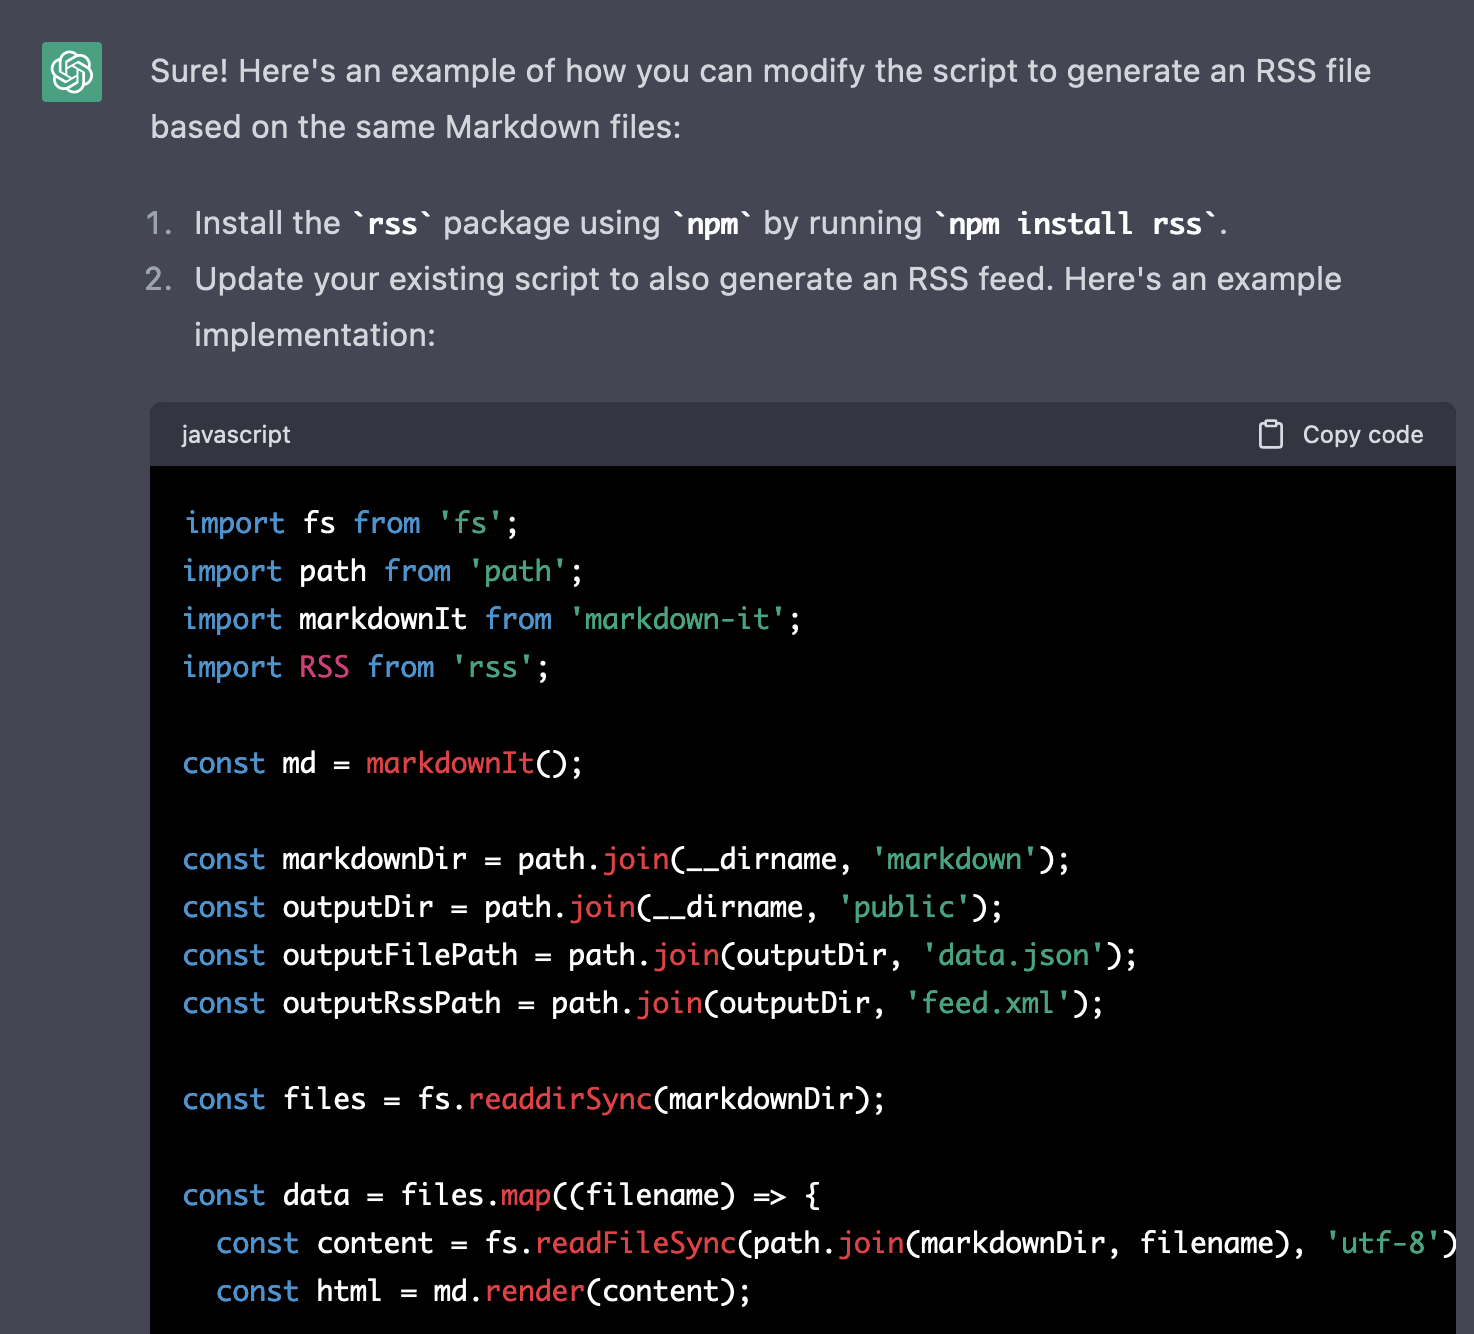 Sure! Here's an example of how you can modify the script to generate an RSS file
based on the same Markdown files:
1. Install the `rss` package using `npm` by running `npm install rss`.
2. Update your existing script to also generate an RSS feed. Here's an example
implementation:
javascript
Copy code
import fs from 'fs';
import path from 'path';
import markdownIt from 'markdown-it';
import RSS from 'rss';
const md = markdownIt();
const markdownDir = path.join(__dirname, 'markdown');
const outputDir = path.join(__dirname, 'public');
const outputFilePath = path.join(outputDir, 'data.json');
const outputRssPath = path.join(outputDir, 'feed.xml');
const files = fs.readdirSync(markdownDir);
const data = files.map((filename) => {
const content = fs.readFileSync(path.join(markdownDir, filename), 'utf-8')
const html = md.render(content);